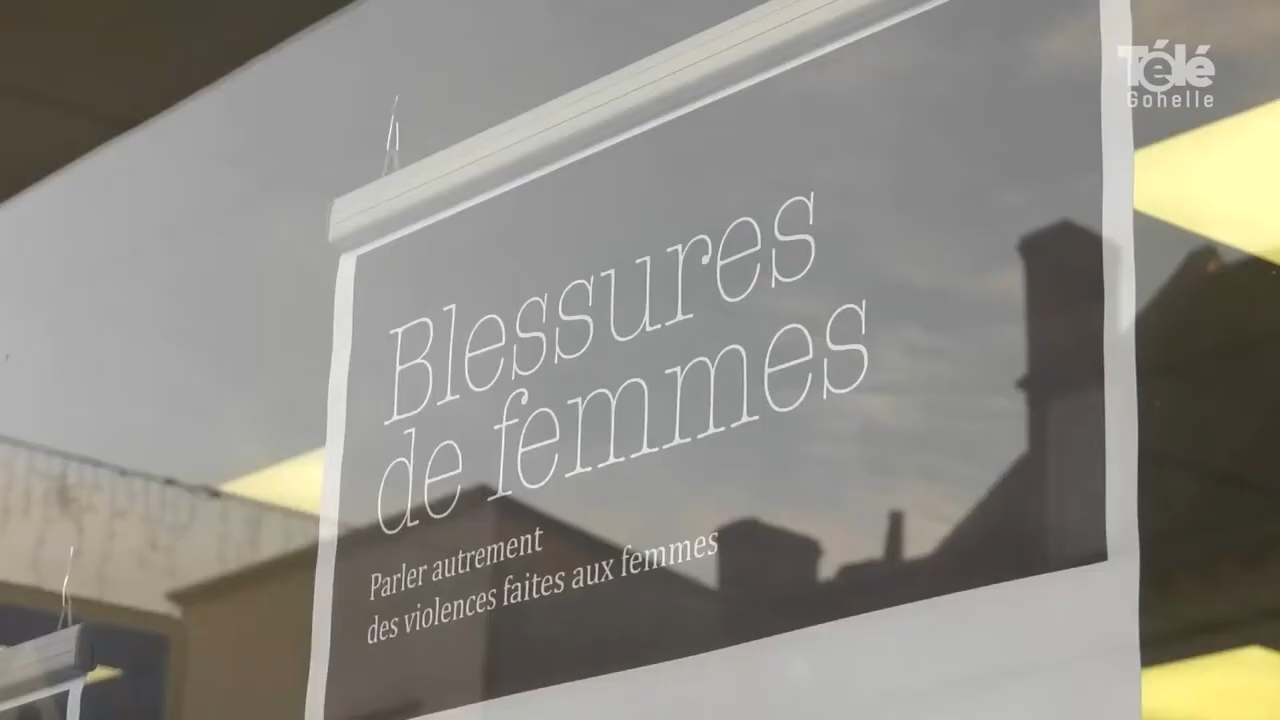 Télé
Gohelle
Blessures
de femmes
Parler autrement
des violences faites aux femmes